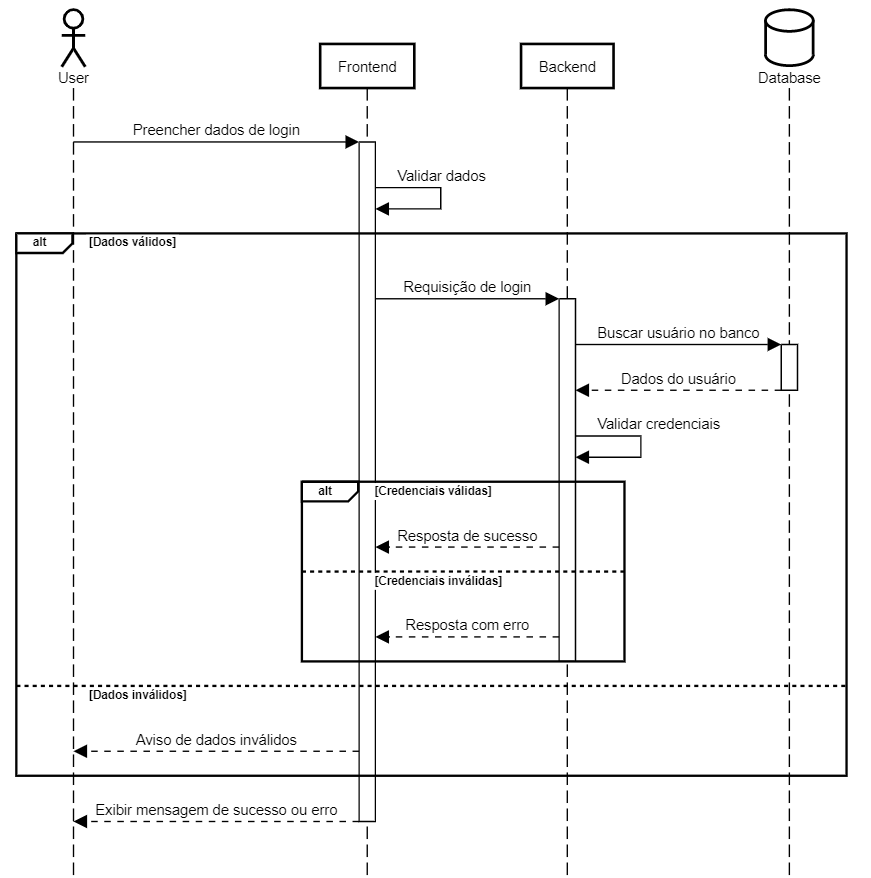 User
Frontend
Backend
Database
Preencher dados de login
Validar dados
alt
[Dados válidos]
Requisição de login
Buscar usuário no banco
Dados do usuário
Validar credenciais
alt
[Credenciais válidas]
Resposta de sucesso
[Credenciais inválidas]
Resposta com erro
[Dados inválidos]
Aviso de dados inválidos
Exibir mensagem de sucesso ou erro